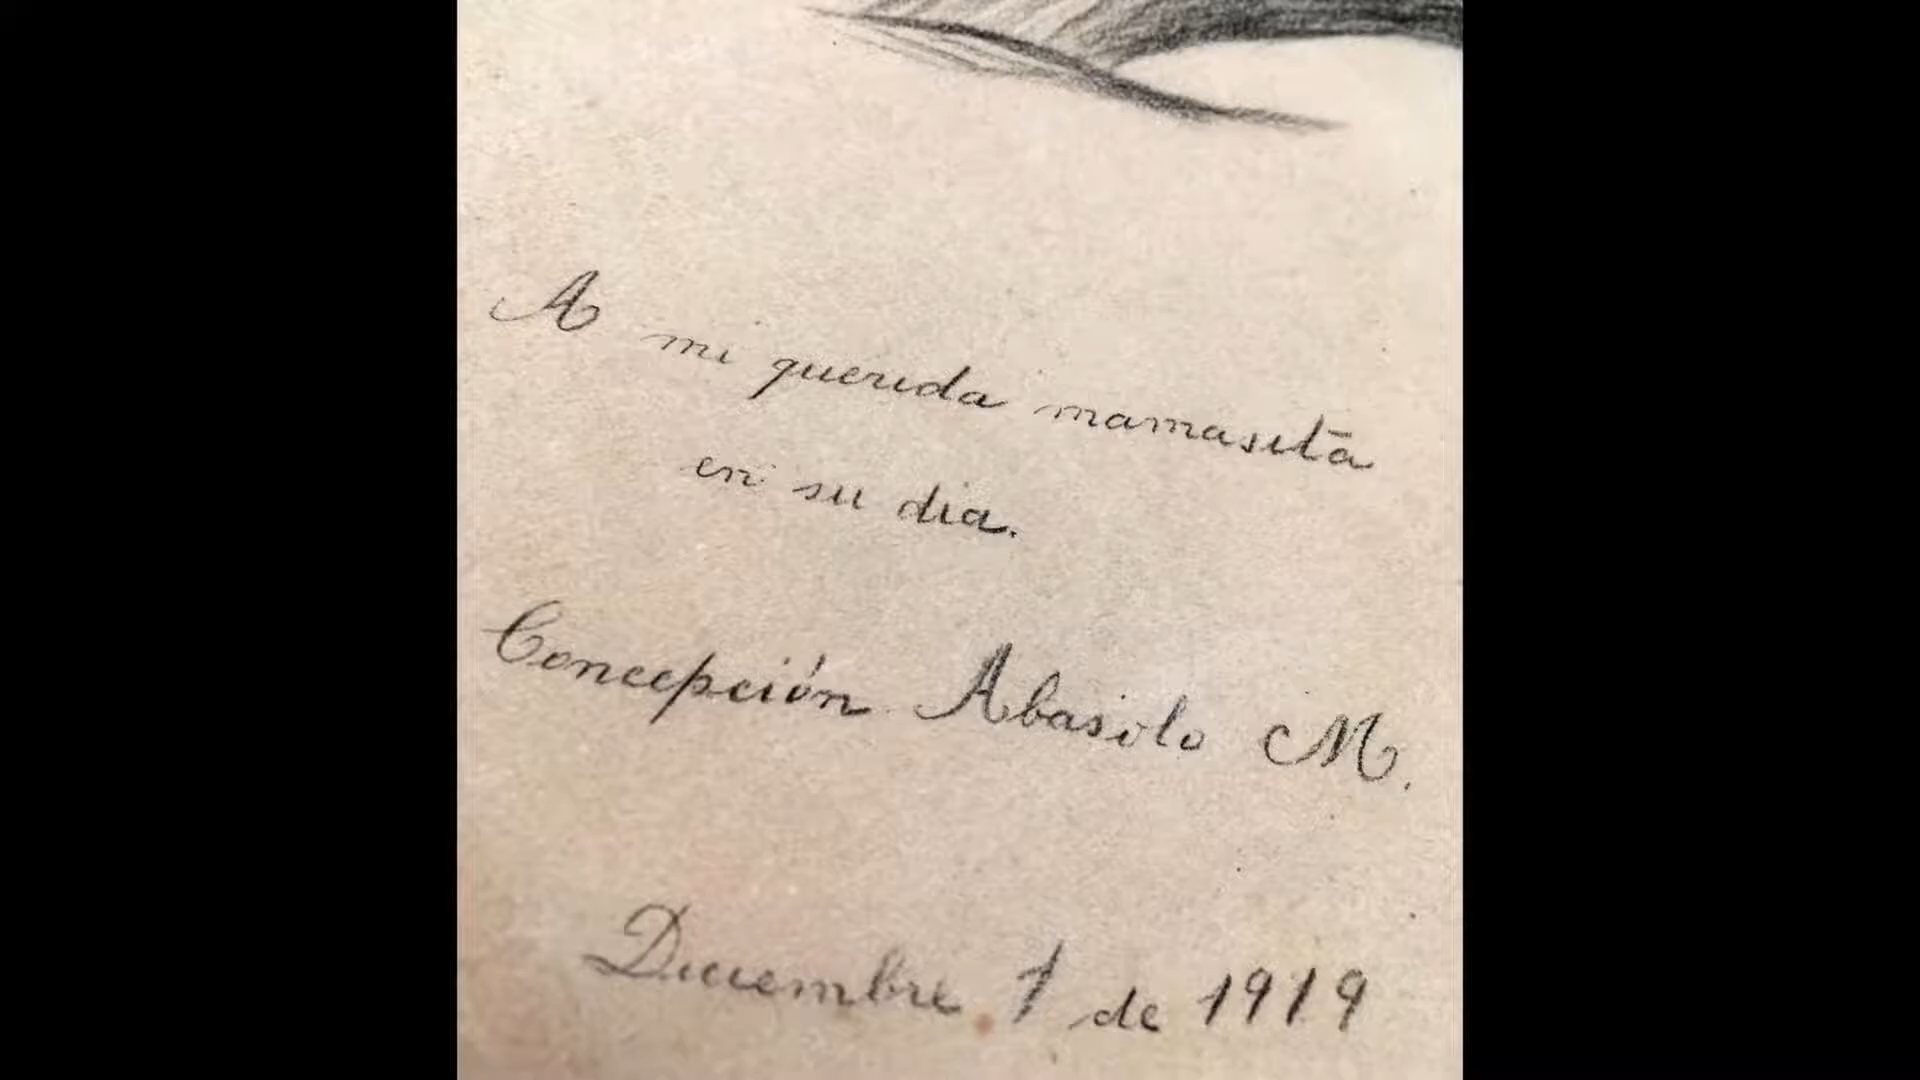 A mi querida mamasita
en su dia.
Concepción Abasolo M.
Diciembre 1 de 1919